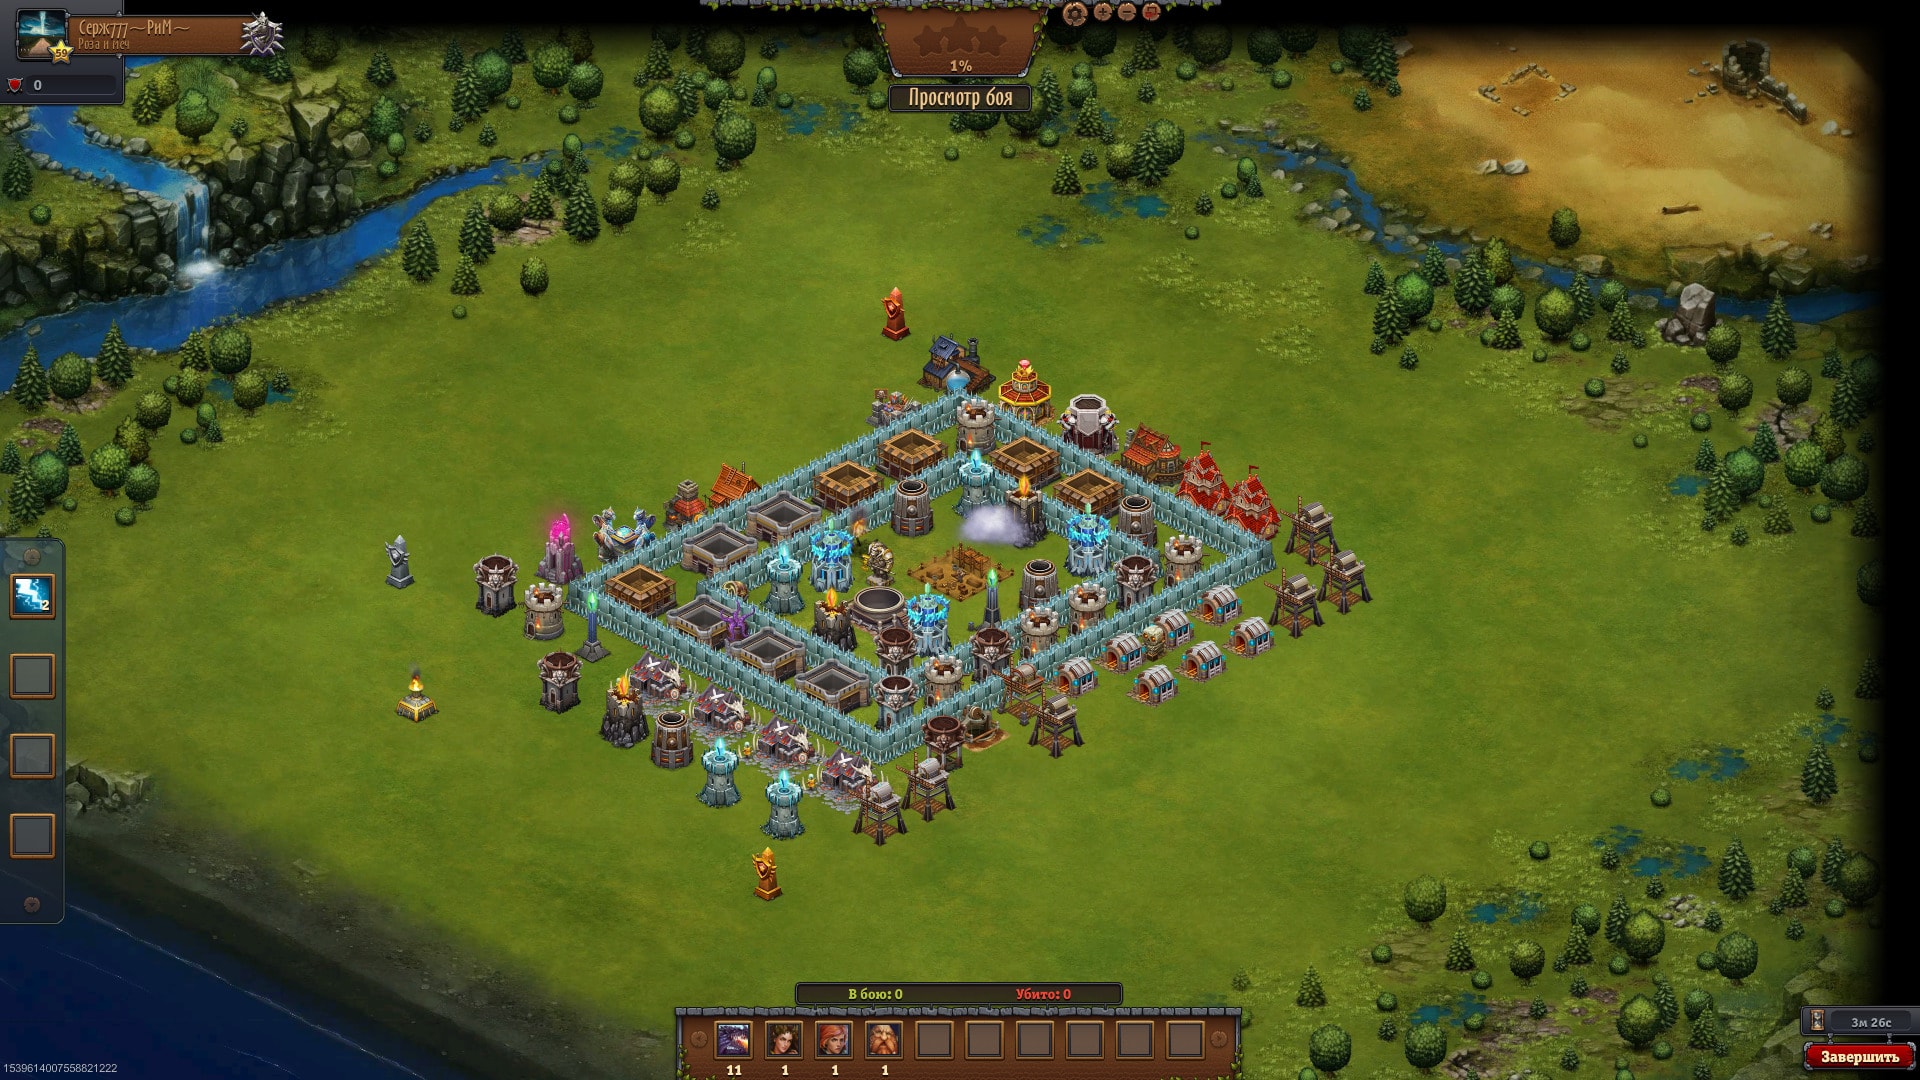 Серж777~РиМ~
59
Роза и Меч
0
1%
Просмотр боя
2
В бою: 0 Убито: 0
11 1 1 1
3м 26с
Завершить
1539614007558821222